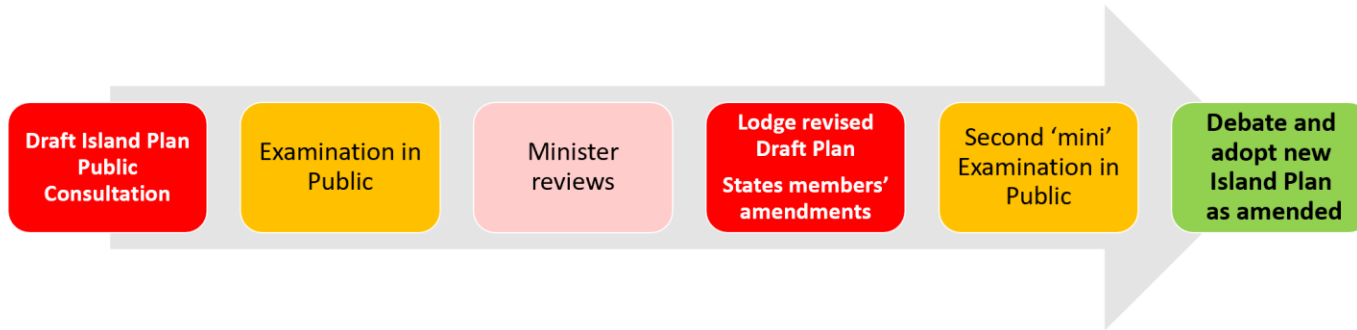 Draft Island Plan
Public
Consultation
Examination in
Public
Minister
reviews
Lodge revised
Draft Plan
States members’
amendments
Second ‘mini’
Examination in
Public
Debate and
adopt new
Island Plan
as amended